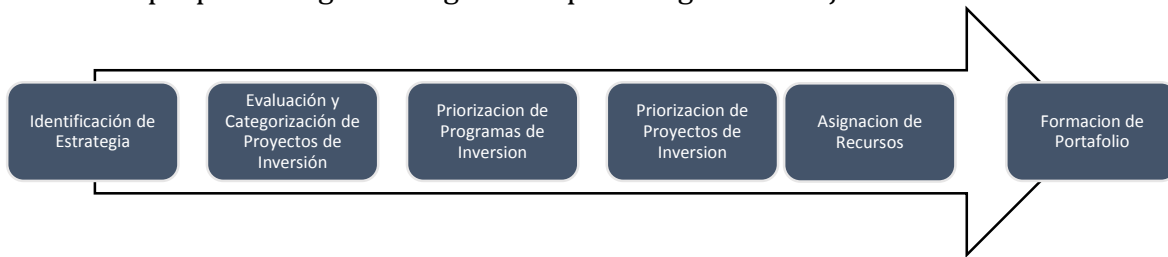 Identificación de
Estrategia
Evaluación y
Categorización de
Proyectos de
Inversión
Priorizacion de
Programas de
Inversion
Priorizacion de
Proyectos de
Inversion
Asignacion de
Recursos
Formacion de
Portafolio